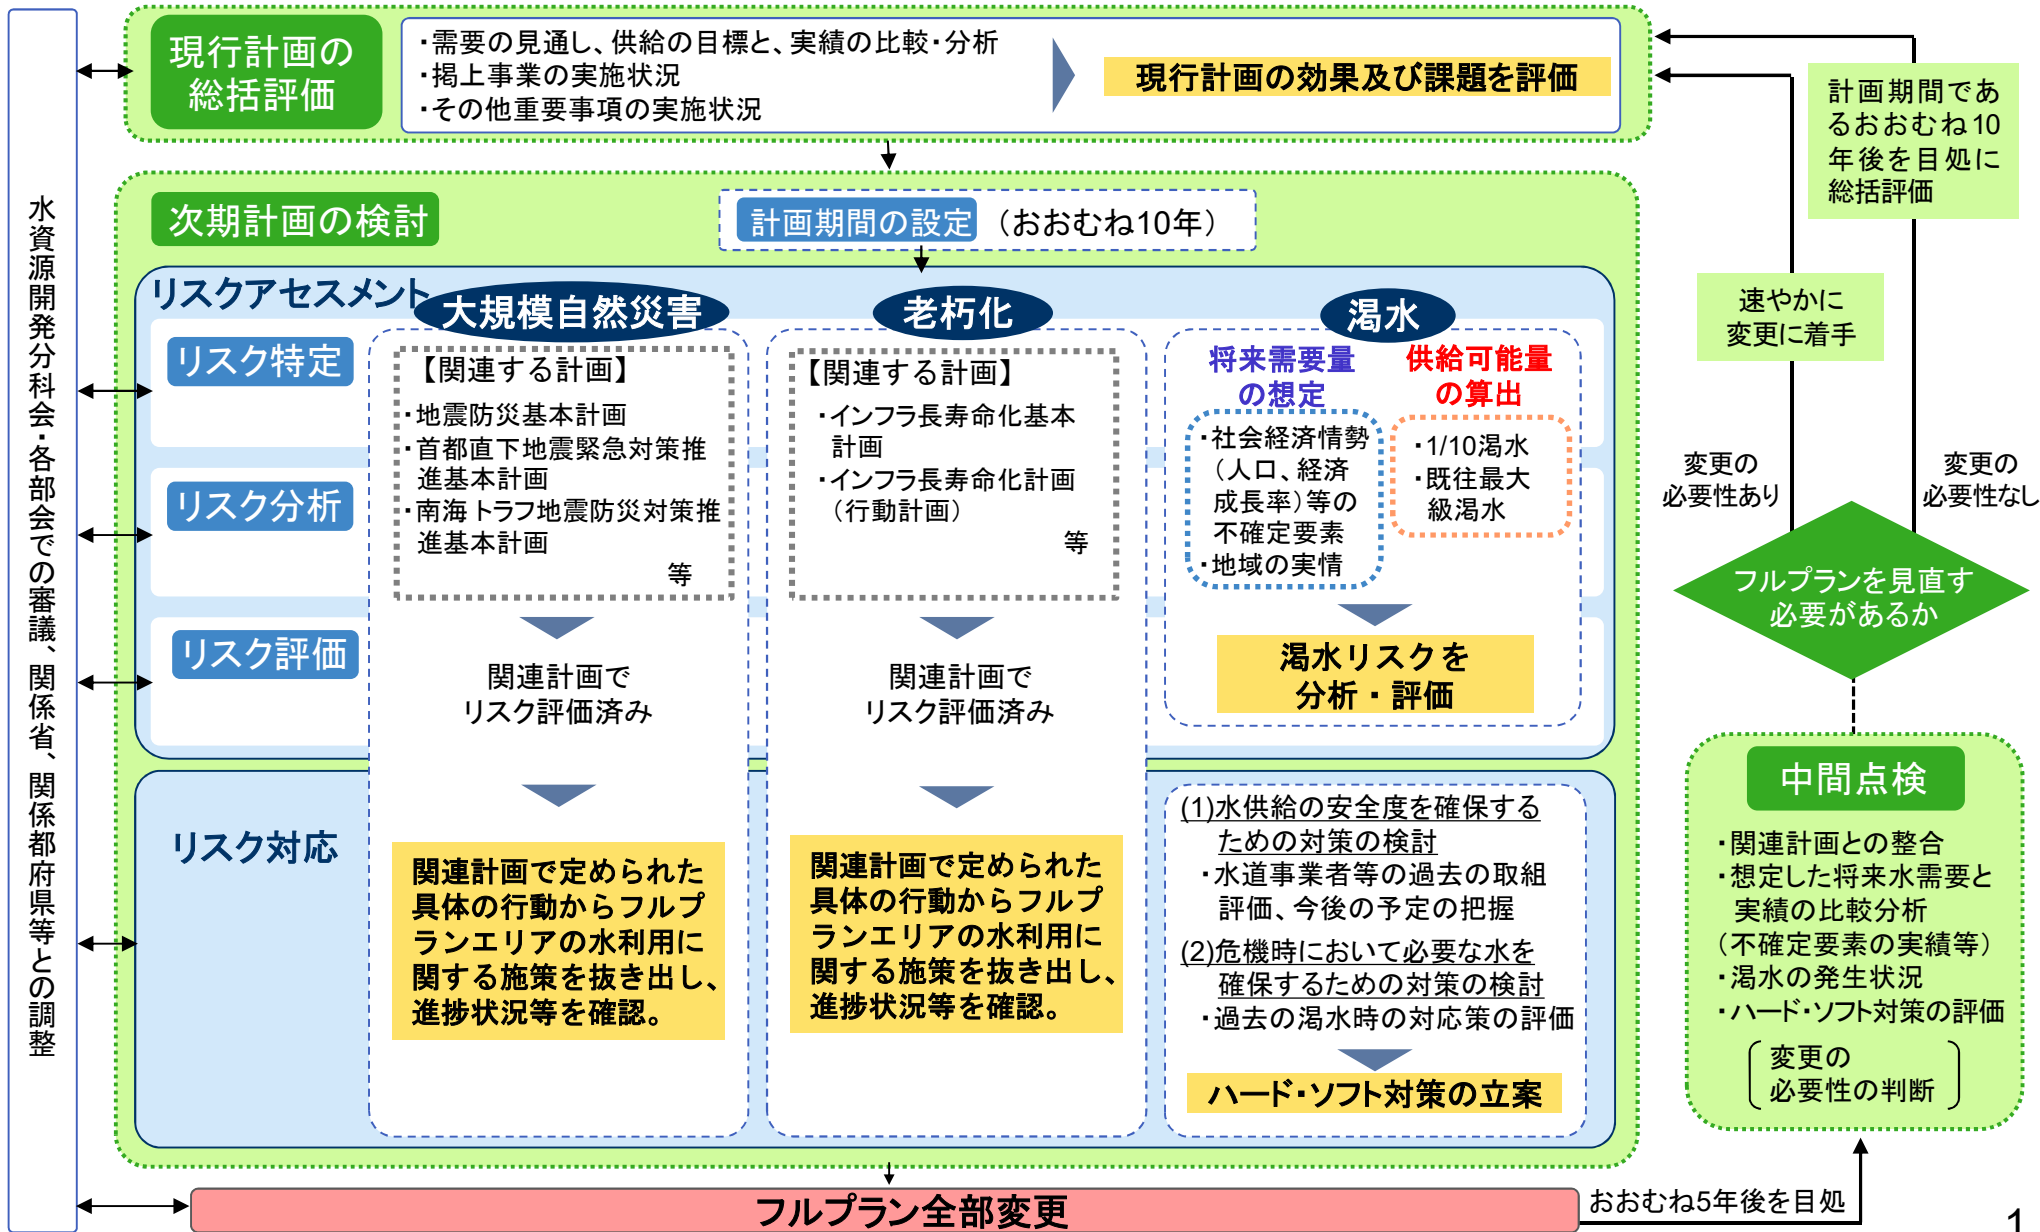 水資源開発分科会・各部会での審議、関係省、関係都府県等との調整
現行計画の
総括評価
・需要の見通し、供給の目標と、実績の比較・分析
・掲上事業の実施状況
・その他重要事項の実施状況
現行計画の効果及び課題を評価
次期計画の検討
計画期間の設定 (おおむね10年)
リスクアセスメント
リスク特定
リスク分析
リスク評価
大規模自然災害
【関連する計画】
・地震防災基本計画
・首都直下地震緊急対策推
進基本計画
・南海トラフ地震防災対策推
進基本計画
等
関連計画で
リスク評価済み
老朽化
【関連する計画】
・インフラ長寿命化基本
計画
・インフラ長寿命化計画
(行動計画)
等
関連計画で
リスク評価済み
渇水
将来需要量
の想定
・社会経済情勢
(人口、経済
成長率)等の
不確定要素
・地域の実情
供給可能量
の算出
・1/10渇水
・既往最大
級渇水
渇水リスクを
分析・評価
リスク対応
関連計画で定められた
具体の行動からフルプ
ランエリアの水利用に
関する施策を抜き出し、
進捗状況等を確認。
関連計画で定められた
具体の行動からフルプ
ランエリアの水利用に
関する施策を抜き出し、
進捗状況等を確認。
(1)水供給の安全度を確保する
ための対策の検討
・水道事業者等の過去の取組
評価、今後の予定の把握
(2)危機時において必要な水を
確保するための対策の検討
・過去の渇水時の対応策の評価
ハード・ソフト対策の立案
フルプラン全部変更
おおむね5年後を目処
中間点検
・関連計画との整合
・想定した将来水需要と
実績の比較分析
(不確定要素の実績等)
・渇水の発生状況
・ハード・ソフト対策の評価
変更の
必要性の判断
フルプランを見直す
必要があるか
変更の
必要性あり
変更の
必要性なし
速やかに
変更に着手
計画期間であ
るおおむね10
年後を目処に
総括評価
1